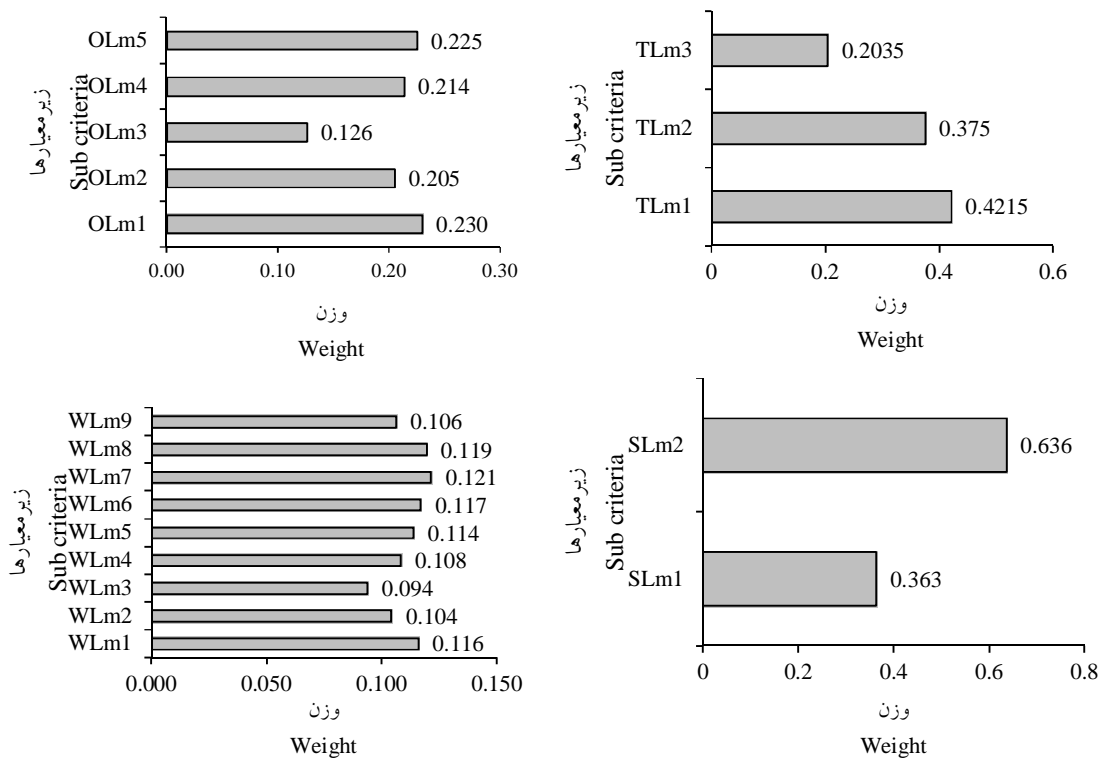 زیرمعیارها
Sub criteria
OLm5
0.225
OLm4
0.214
OLm3
0.126
OLm2
0.205
OLm1
0.230
0.00 0.10 0.20 0.30
وزن
Weight
زیرمعیارها
Sub criteria
TLm3
0.2035
TLm2
0.375
TLm1
0.4215
0 0.2 0.4 0.6
وزن
Weight
زیرمعیارها
Sub criteria
WLm9
0.106
WLm8
0.119
WLm7
0.121
WLm6
0.117
WLm5
0.114
WLm4
0.108
WLm3
0.094
WLm2
0.104
WLm1
0.116
0.000 0.050 0.100 0.150
وزن
Weight
زیرمعیارها
Sub criteria
SLm2
0.636
SLm1
0.363
0 0.2 0.4 0.6 0.8
وزن
Weight